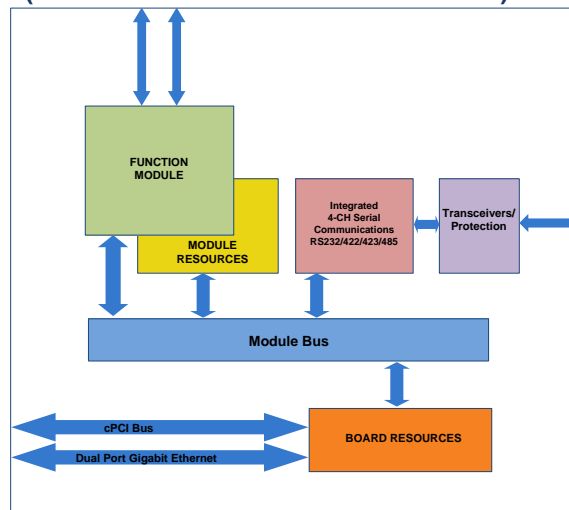 FUNCTION
MODULE
MODULE
RESOURCES
Integrated
4-CH Serial
Communications
RS232/422/423/485
Transceivers/
Protection
Module Bus
cPCI Bus
Dual Port Gigabit Ethernet
BOARD RESOURCES